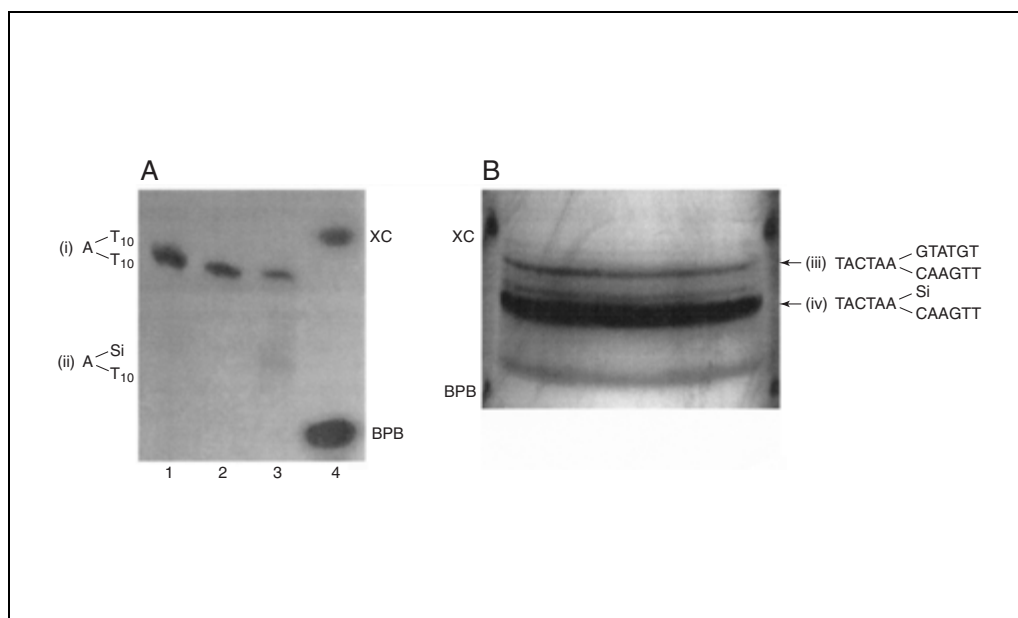 A
(i) A T10 T10
XC
(ii) A Si T10
BPB
1 2 3 4
B
XC
(iii) TACTAA GTATGT CAAGTT
(iv) TACTAA Si CAAGTT
BPB